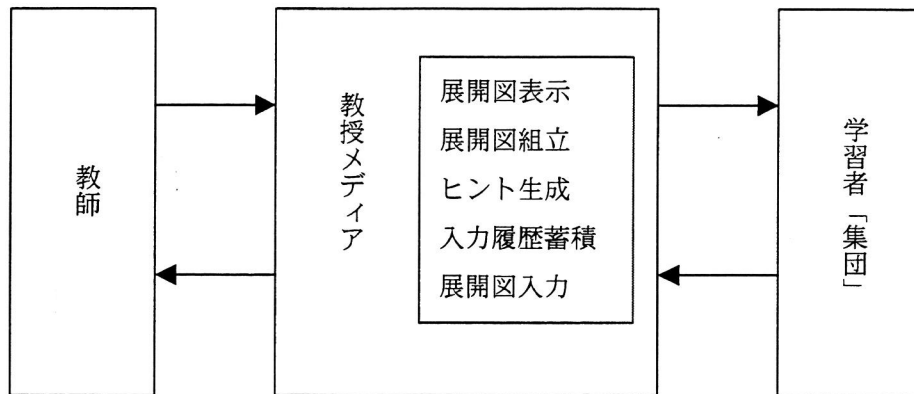 教師
教授メディア
展開図表示
展開図組立
ヒント生成
入力履歴蓄積
展開図入力
学習者「集団」